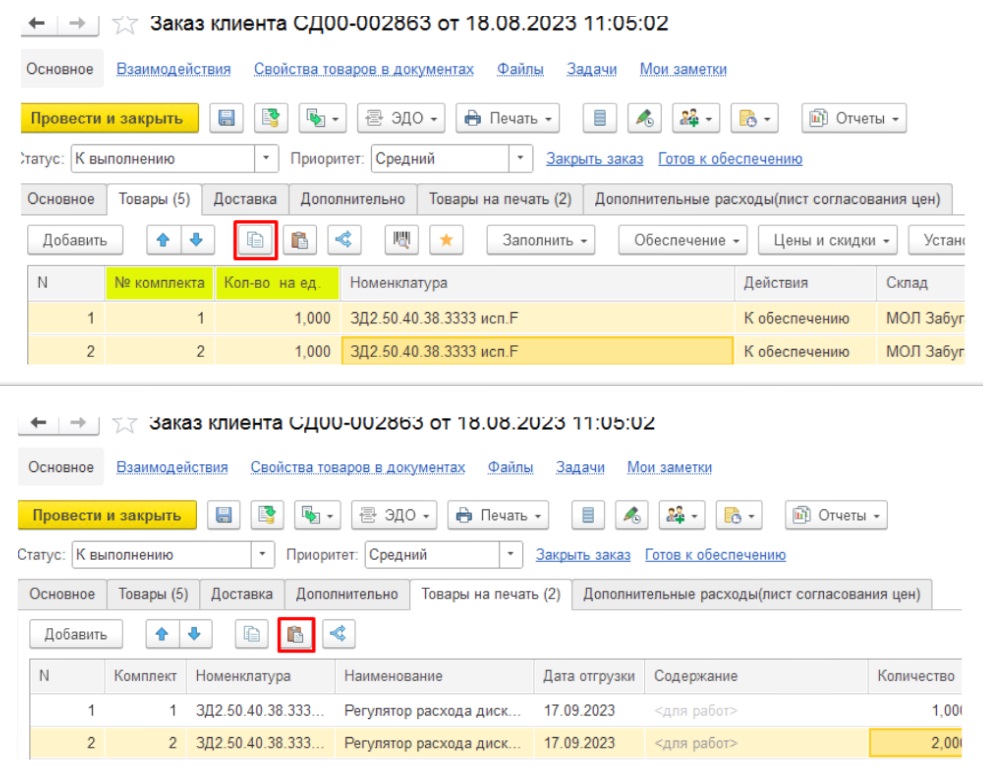 Заказ клиента СД00-002863 от 18.08.2023 11:05:02
Основное Взаимодействия Свойства товаров в документах Файлы Задачи Мои заметки
Провести и закрыть ЭДО Печать Отчеты
Статус: К выполнению Приоритет: Средний Закрыть заказ Готов к обеспечению
Основное Товары (5) Доставка Дополнительно Товары на печать (2) Дополнительные расходы(лист согласования цен)
Добавить Заполнить Обеспечение Цены и скидки
N № комплекта Кол-во на ед. Номенклатура Действия Склад
1 1 1,000 ЗД2.50.40.38.3333 исп.F К обеспечению МОЛ
2 2 1,000 ЗД2.50.40.38.3333 исп.F К обеспечению МОЛ
Заказ клиента СД00-002863 от 18.08.2023 11:05:02
Основное Взаимодействия Свойства товаров в документах Файлы Задачи Мои заметки
Провести и закрыть ЭДО Печать Отчеты
Статус: К выполнению Приоритет: Средний Закрыть заказ Готов к обеспечению
Основное Товары (5) Доставка Дополнительно Товары на печать (2) Дополнительные расходы(лист согласования цен)
Добавить
N Комплект Номенклатура Наименование Дата отгрузки Содержание Количество
1 1 ЗД2.50.40.38.333... Регулятор расхода диск... 17.09.2023 <для работ> 1,00
2 2 ЗД2.50.40.38.333... Регулятор расхода диск... 17.09.2023 <для работ> 2,00